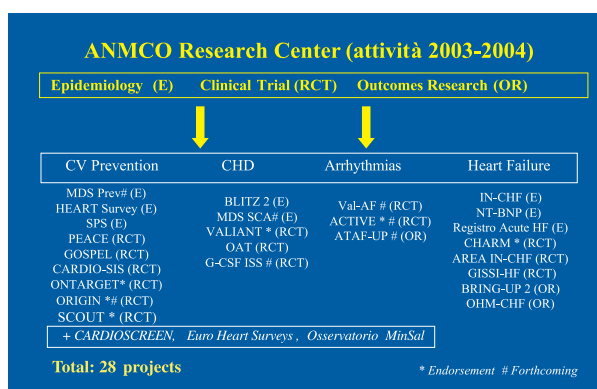 ANMCO Research Center (attività 2003-2004)
Epidemiology (E) Clinical Trial (RCT) Outcomes Research (OR)
CV Prevention
MDS Prev# (E)
HEART Survey (E)
SPS (E)
PEACE (RCT)
GOSPEL (RCT)
CARDIO-SIS (RCT)
ONTARGET* (RCT)
ORIGIN *# (RCT)
SCOUT * (RCT)
CHD
BLITZ 2 (E)
MDS SCA# (E)
VALIANT * (RCT)
OAT (RCT)
G-CSF ISS # (RCT)
Arrhythmias
Val-AF # (RCT)
ACTIVE * # (RCT)
ATAF-UP # (OR)
Heart Failure
IN-CHF (E)
NT-BNP (E)
Registro Acute HF (E)
CHARM * (RCT)
AREA IN-CHF (RCT)
GISSI-HF (RCT)
BRING-UP 2 (OR)
OHM-CHF (OR)
+ CARDIOSCREEN, Euro Heart Surveys , Osservatorio MinSal
Total: 28 projects
* Endorsement # Forthcoming